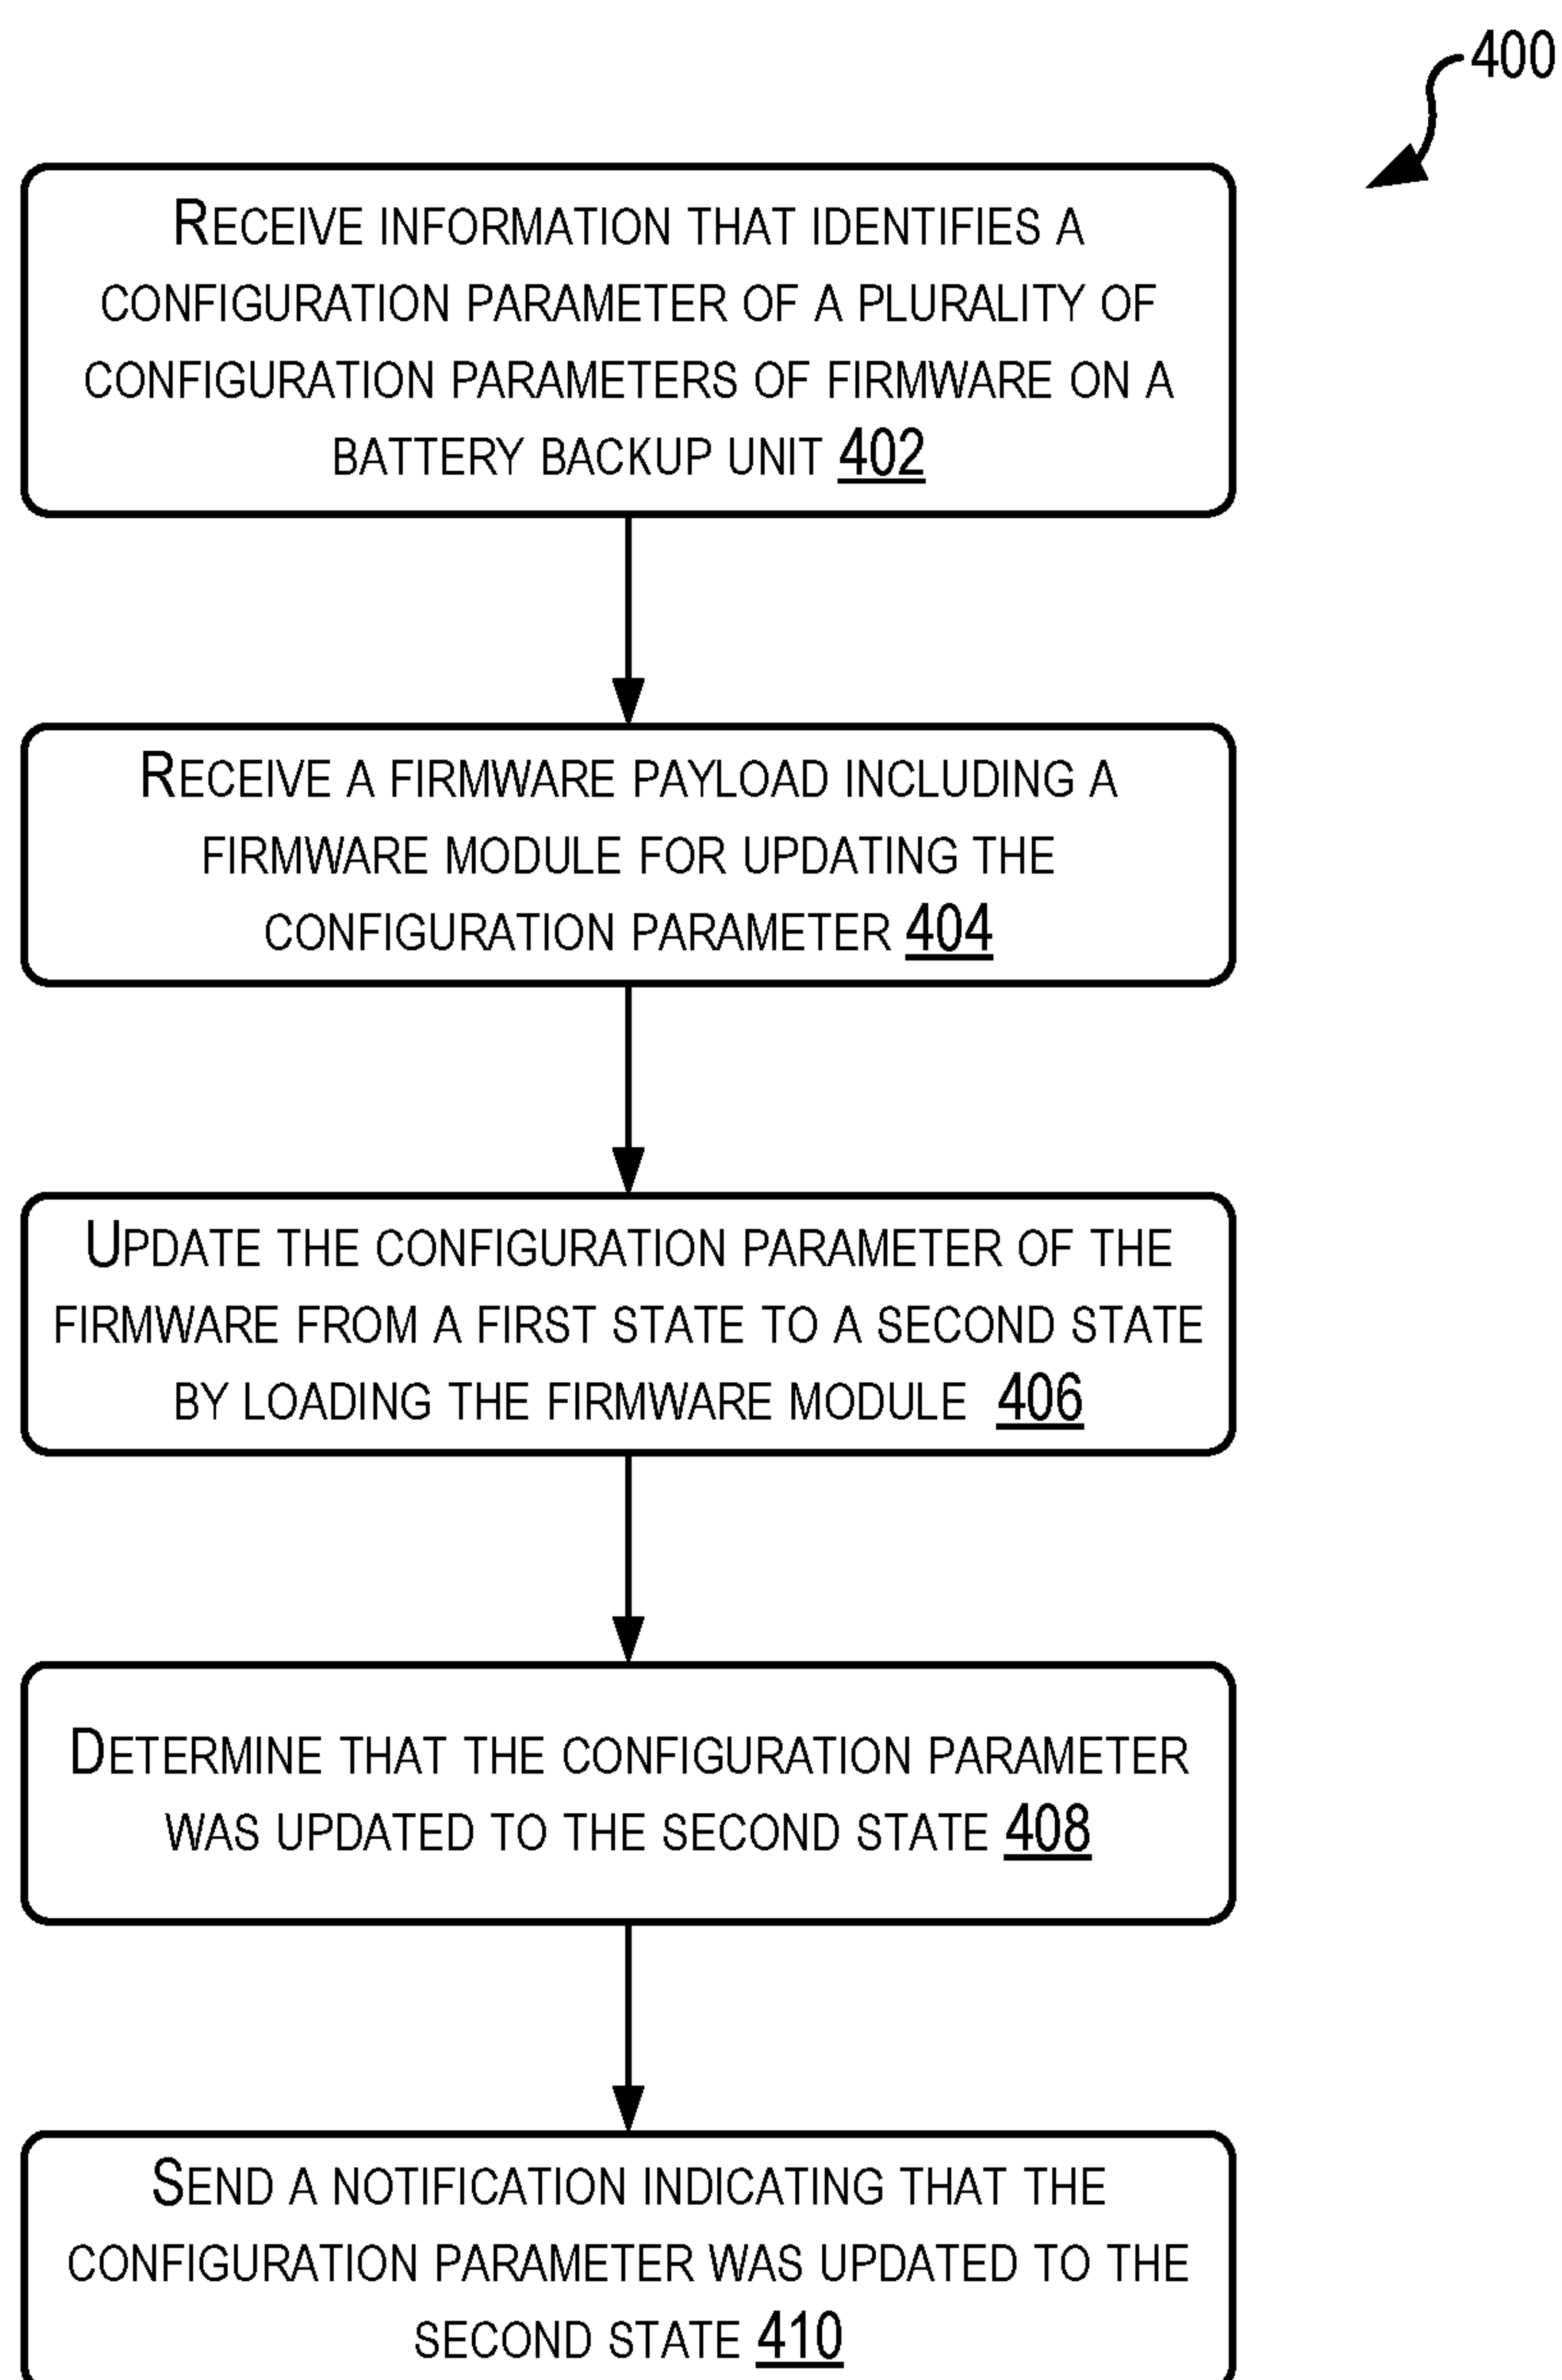 400
RECEIVE INFORMATION THAT IDENTIFIES A
CONFIGURATION PARAMETER OF A PLURALITY OF
CONFIGURATION PARAMETERS OF FIRMWARE ON A
BATTERY BACKUP UNIT 402
RECEIVE A FIRMWARE PAYLOAD INCLUDING A
FIRMWARE MODULE FOR UPDATING THE
CONFIGURATION PARAMETER 404
UPDATE THE CONFIGURATION PARAMETER OF THE
FIRMWARE FROM A FIRST STATE TO A SECOND STATE
BY LOADING THE FIRMWARE MODULE 406
DETERMINE THAT THE CONFIGURATION PARAMETER
WAS UPDATED TO THE SECOND STATE 408
SEND A NOTIFICATION INDICATING THAT THE
CONFIGURATION PARAMETER WAS UPDATED TO THE
SECOND STATE 410